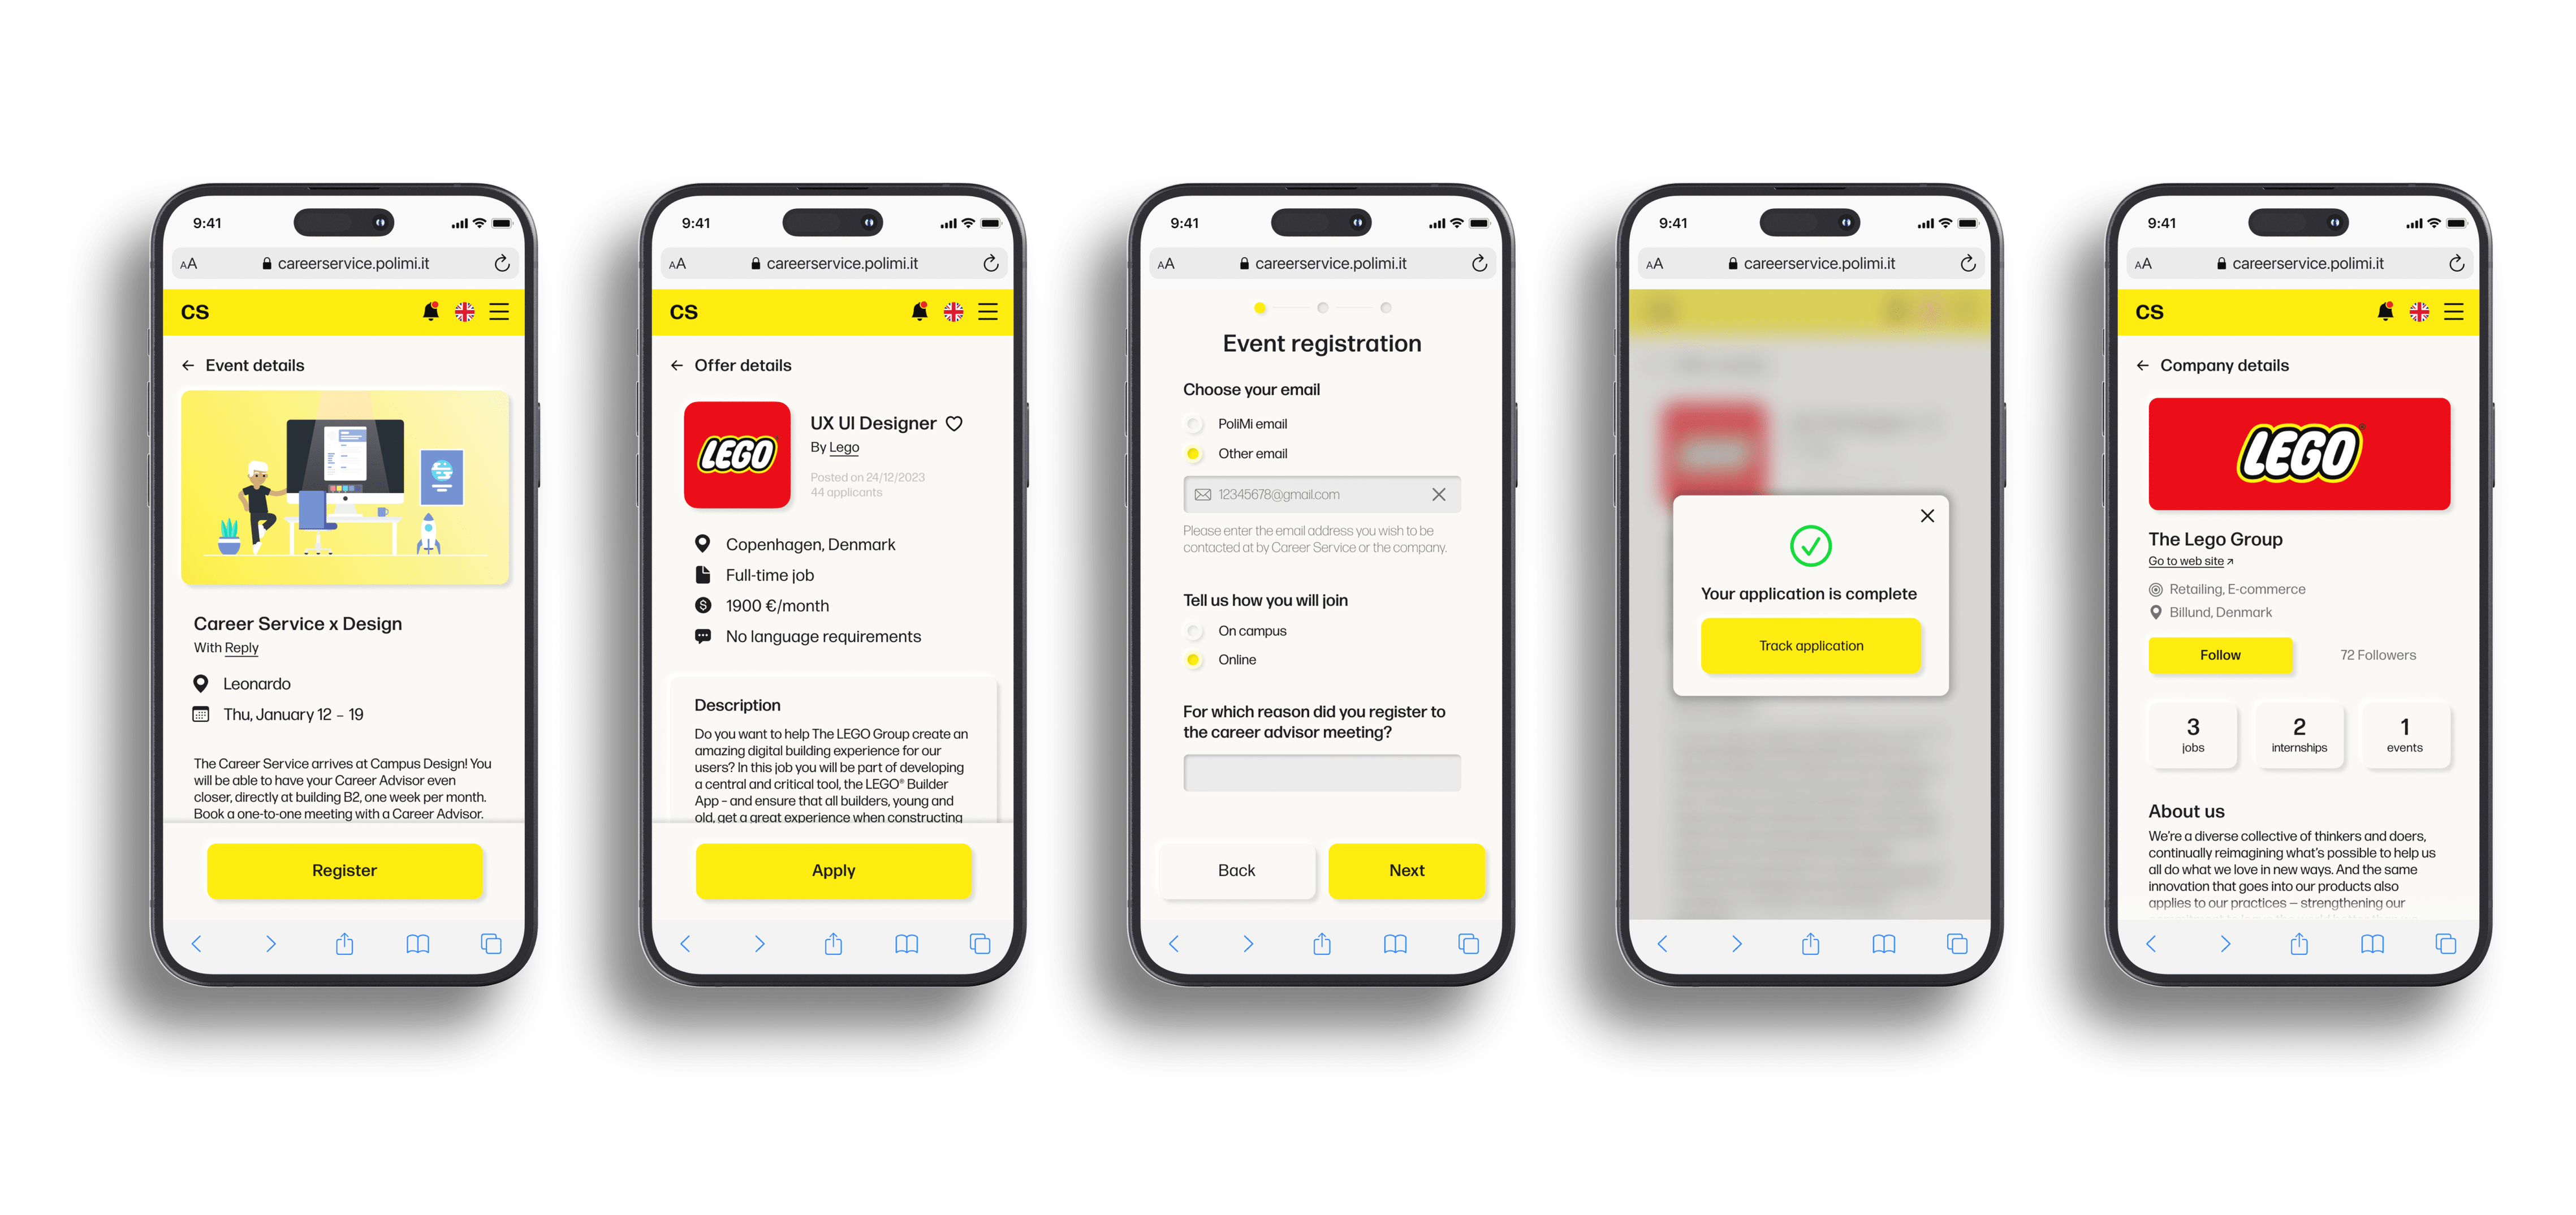 9:41
AA
careerservice.polimi.it
CS
Event details
Career Service x Design
With Reply
Leonardo
Thu, January 12 – 19
The Career Service arrives at Campus Design! You
will be able to have your Career Advisor even
closer, directly at building B2, one week per month.
Book a one-to-one meeting with a Career Advisor.
Register
9:41
AA
careerservice.polimi.it
CS
Offer details
LEGO
UX UI Designer
By Lego
Posted on 24/12/2023
44 applicants
Copenhagen, Denmark
Full-time job
1900 €/month
No language requirements
Description
Do you want to help The LEGO Group create an
amazing digital building experience for our
users? In this job you will be part of developing
a central and critical tool, the LEGO® Builder
App – and ensure that all builders, young and
old, get a great experience when constructing
Apply
9:41
AA
careerservice.polimi.it
Event registration
Choose your email
PoliMi email
Other email
12345678@gmail.com
Please enter the email address you wish to be
contacted at by Career Service or the company.
Tell us how you will join
On campus
Online
For which reason did you register to
the career advisor meeting?
Back
Next
9:41
AA
careerservice.polimi.it
Your application is complete
Track application
9:41
AA
careerservice.polimi.it
CS
Company details
LEGO®
The Lego Group
Go to web site
Retailing, E-commerce
Billund, Denmark
Follow
72 Followers
3
jobs
2
internships
1
events
About us
We're a diverse collective of thinkers and doers,
continually reimagining what's possible to help us
all do what we love in new ways. And the same
innovation that goes into our products also
applies to our practices – strengthening our